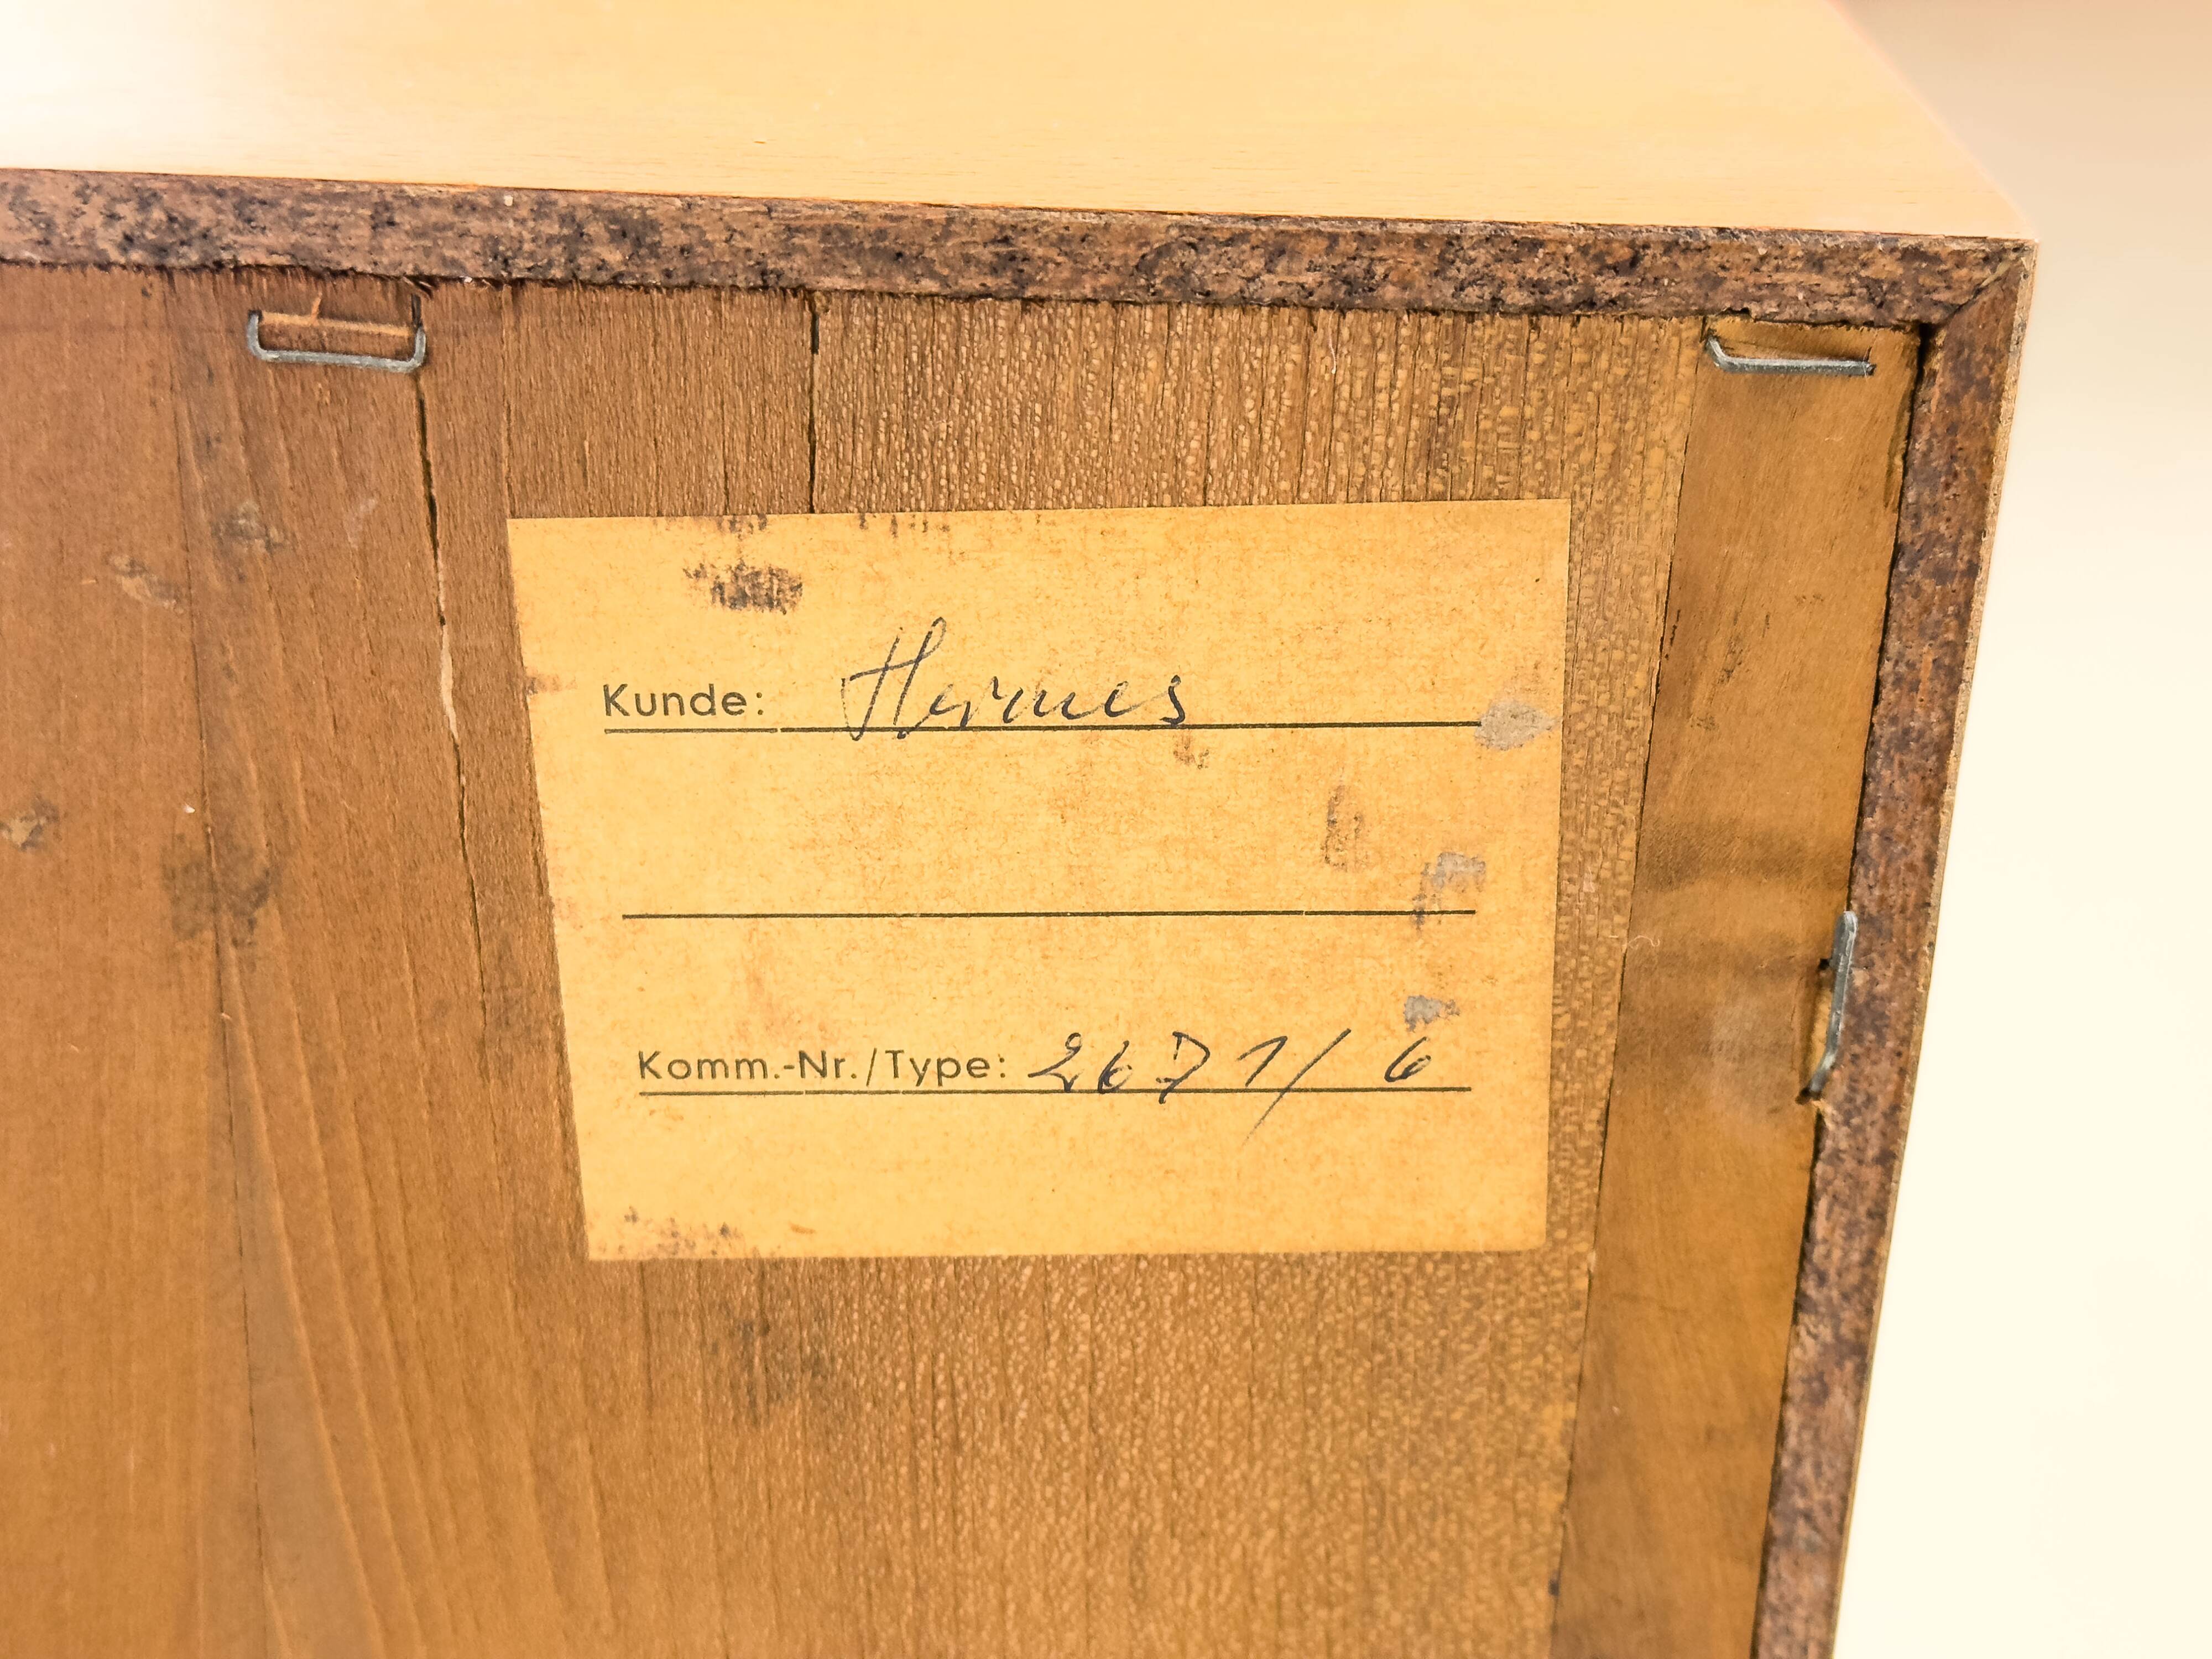 Kunde: Hermes
Komm.-Nr./Type: 2671/6